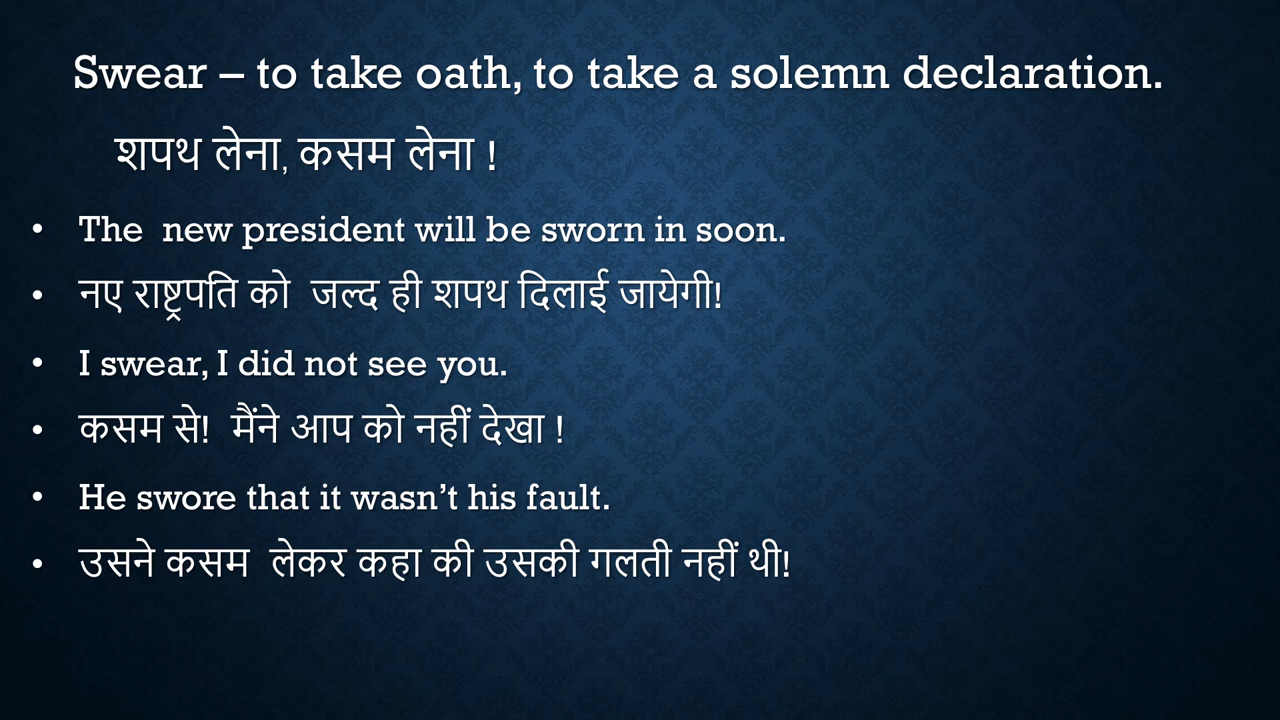 Swear – to take oath, to take a solemn declaration.
शपथ लेना, कसम लेना !
• The new president will be sworn in soon.
• नए राष्ट्रपति को जल्द ही शपथ दिलाई जायेगी!
• I swear, I did not see you.
• कसम से! मैंने आप को नहीं देखा !
• He swore that it wasn’t his fault.
• उसने कसम लेकर कहा की उसकी गलती नहीं थी!